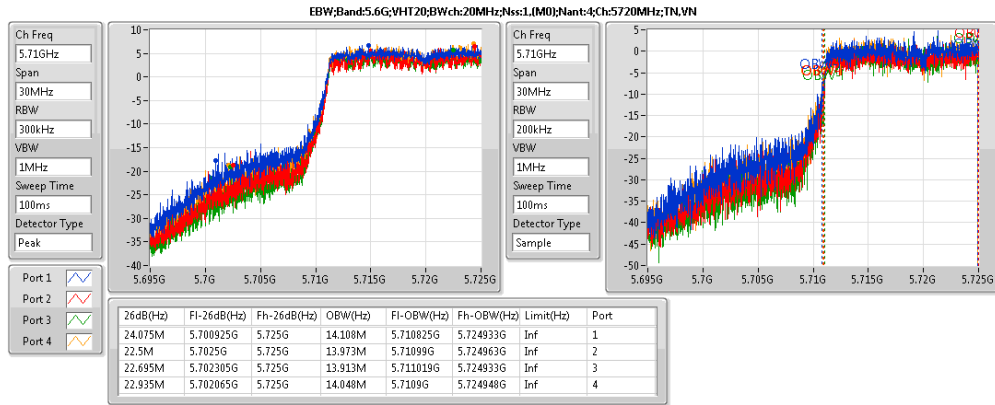 EBW;Band:5.6G;VHT20;BWch:20MHz;Nss:1,(M0);Nant:4;Ch:5720MHz;TN,VN
Ch Freq
5.71GHz
Span
30MHz
RBW
300kHz
VBW
1MHz
Sweep Time
100ms
Detector Type
Peak
10
5
0
-5
-10
-15
-20
-25
-30
-35
-40
5.695G 5.7G 5.705G 5.71G 5.715G 5.72G 5.725G
Ch Freq
5.71GHz
Span
30MHz
RBW
200kHz
VBW
1MHz
Sweep Time
100ms
Detector Type
Sample
5
0
-5
-10
-15
-20
-25
-30
-35
-40
-45
-50
5.695G 5.7G 5.705G 5.71G 5.715G 5.72G 5.725G
Port 1
Port 2
Port 3
Port 4
26dB(Hz) Fl-26dB(Hz) Fh-26dB(Hz) OBW(Hz) Fl-OBW(Hz) Fh-OBW(Hz) Limit(Hz) Port
24.075M 5.700925G 5.725G 14.108M 5.710825G 5.724933G Inf 1
22.5M 5.7025G 5.725G 13.973M 5.71099G 5.724963G Inf 2
22.695M 5.702305G 5.725G 13.913M 5.711019G 5.724933G Inf 3
22.935M 5.702065G 5.725G 14.048M 5.7109G 5.724948G Inf 4